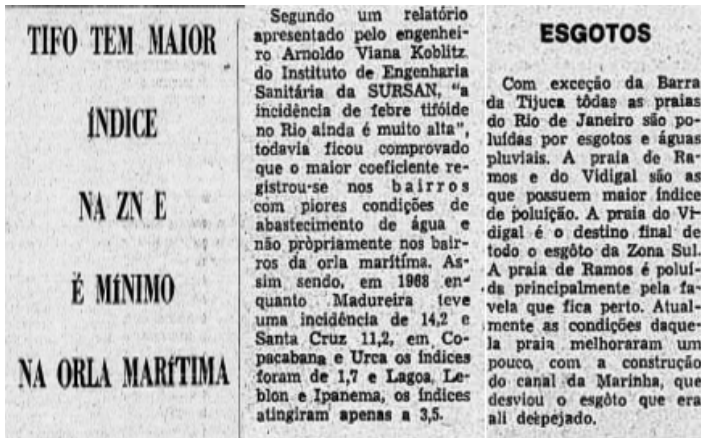 TIFO TEM MAIOR
ÍNDICE
NA ZN E
É MÍNIMO
NA ORLA MARÍTIMA
Segundo um relatório
apresentado pelo engenhei-
ro Arnoldo Viana Koblitz
do Instituto de Engenharia
Sanitária da SURSAN, "a
incidência de febre tifóide
no Rio ainda é muito alta",
todavia ficou comprovado
que o maior coeficiente re-
gistrou-se nos bairros
com piores condições de
abastecimento de água e
não pròpriamente nos bair-
ros da orla marítima. As-
sim sendo, em 1968 en-
quanto Madureira teve
uma incidência de 14,2 e
Santa Cruz 11,2, em Co-
pacabana e Urca os índices
foram de 1,7 e Lagoa, Le-
blon e Ipanema, os índices
atingiram apenas a 3,5.
ESGOTOS
Com exceção da Barra
da Tijuca tôdas as praias
do Rio de Janeiro são po-
luídas por esgotos e águas
pluviais. A praia de Ra-
mos e do Vidigal são as
que possuem maior índice
de poluição. A praia do Vi-
digal é o destino final de
todo o esgôto da Zona Sul.
A praia de Ramos é poluí-
da principalmente pela fa-
vela que fica perto. Atual-
mente as condições daque-
la praia melhoraram um
pouco, com a construção
do canal da Marinha, que
desviou o esgôto que era
ali despejado.